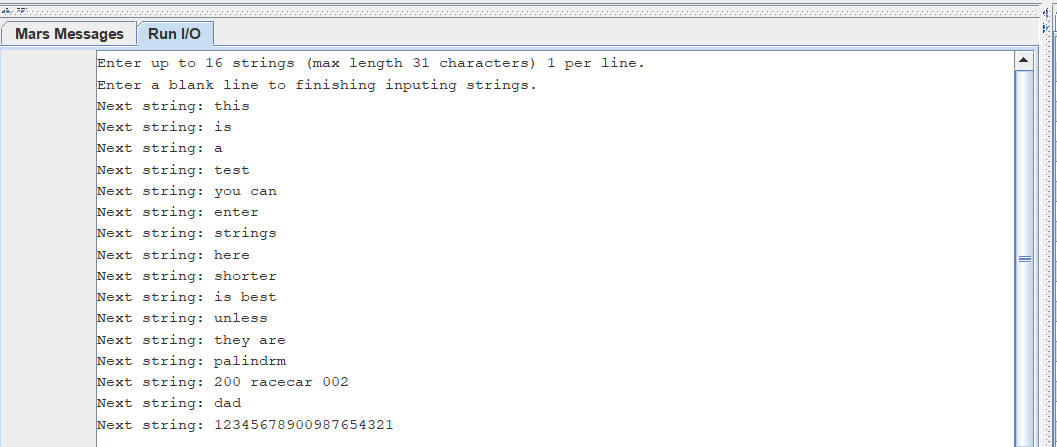 Mars Messages Run I/O
Enter up to 16 strings (max length 31 characters) 1 per line.
Enter a blank line to finishing inputing strings.
Next string: this
Next string: is
Next string: a
Next string: test
Next string: you can
Next string: enter
Next string: strings
Next string: here
Next string: shorter
Next string: is best
Next string: unless
Next string: they are
Next string: palindrm
Next string: 200 racecar 002
Next string: dad
Next string: 12345678900987654321